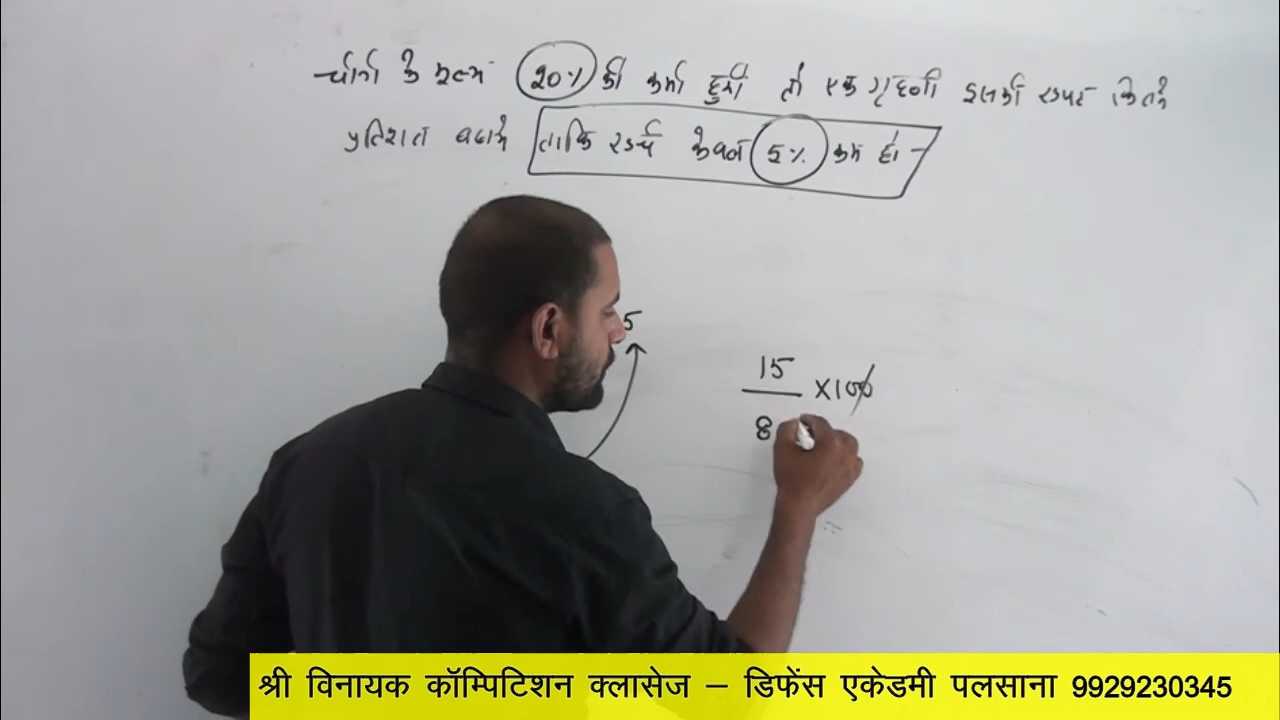 चीनी के मूल्य 20% की कमी हुयी तो एक गृहणी इसकी खपत कितने
प्रतिशत बढाये ताकि खर्च केवल 5% कम हो -
5
15
×100
8
श्री विनायक कॉम्पिटिशन क्लासेज – डिफेंस एकेडमी पलसाना 9929230345